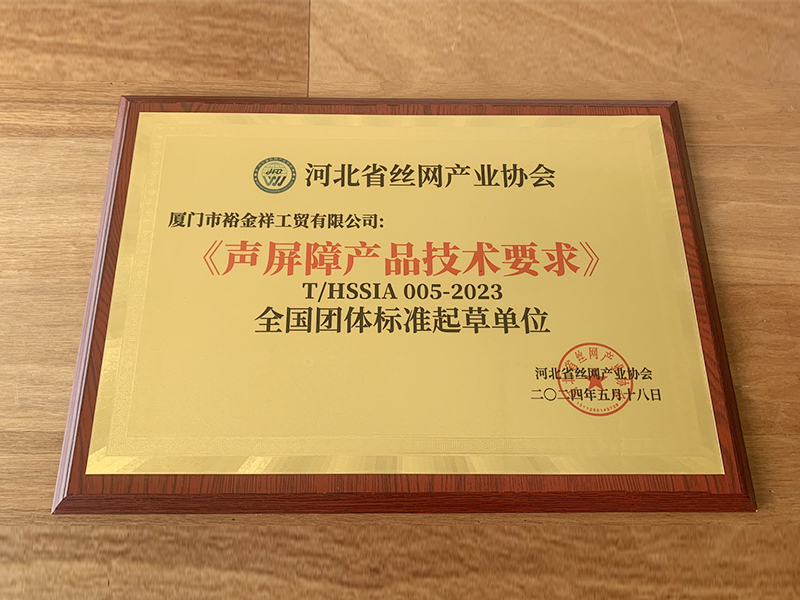 河北省丝网产业协会
厦门市裕金祥工贸有限公司:
《声屏障产品技术要求》
T/HSSIA 005-2023
全国团体标准起草单位
河北省丝网产业协会
二〇二四年五月十八日